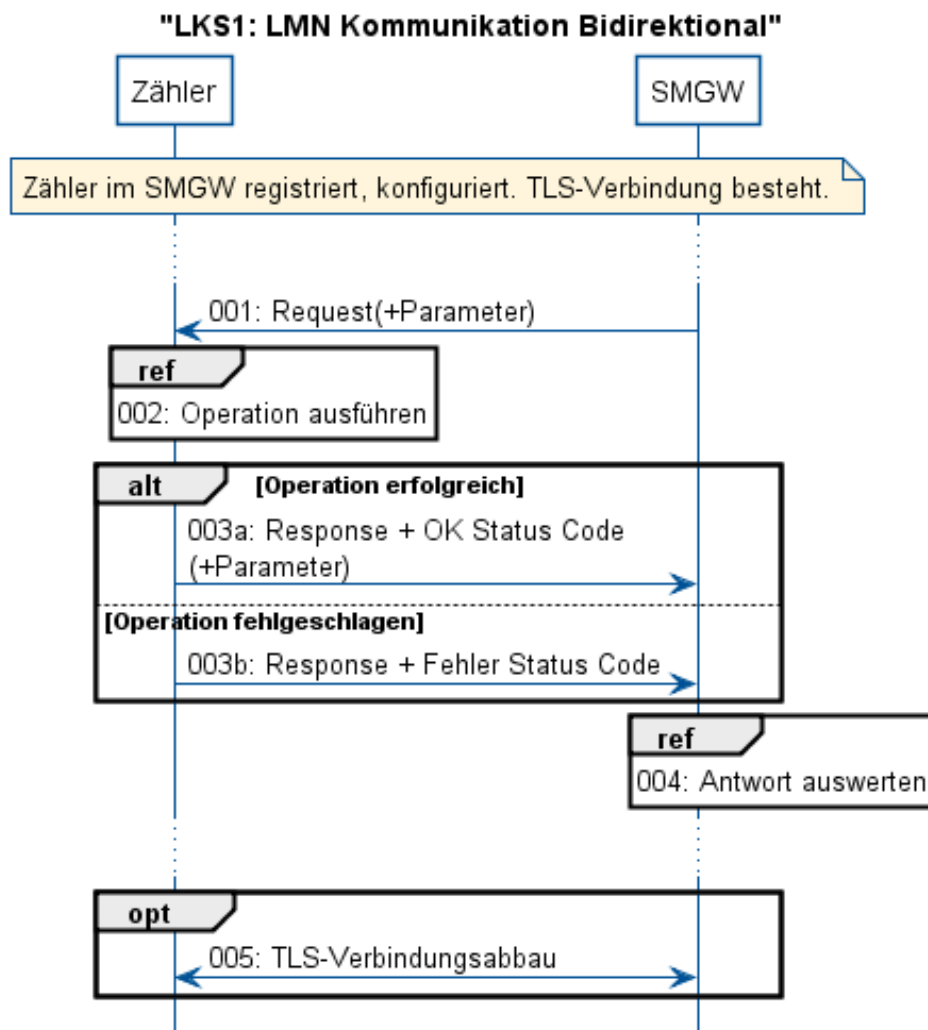 "LKS1: LMN Kommunikation Bidirektional"
Zähler
SMGW
Zähler im SMGW registriert, konfiguriert. TLS-Verbindung besteht.
001: Request(+Parameter)
ref
002: Operation ausführen
alt
[Operation erfolgreich]
003a: Response + OK Status Code
(+Parameter)
[Operation fehlgeschlagen]
003b: Response + Fehler Status Code
ref
004: Antwort auswerten
opt
005: TLS-Verbindungsabbau